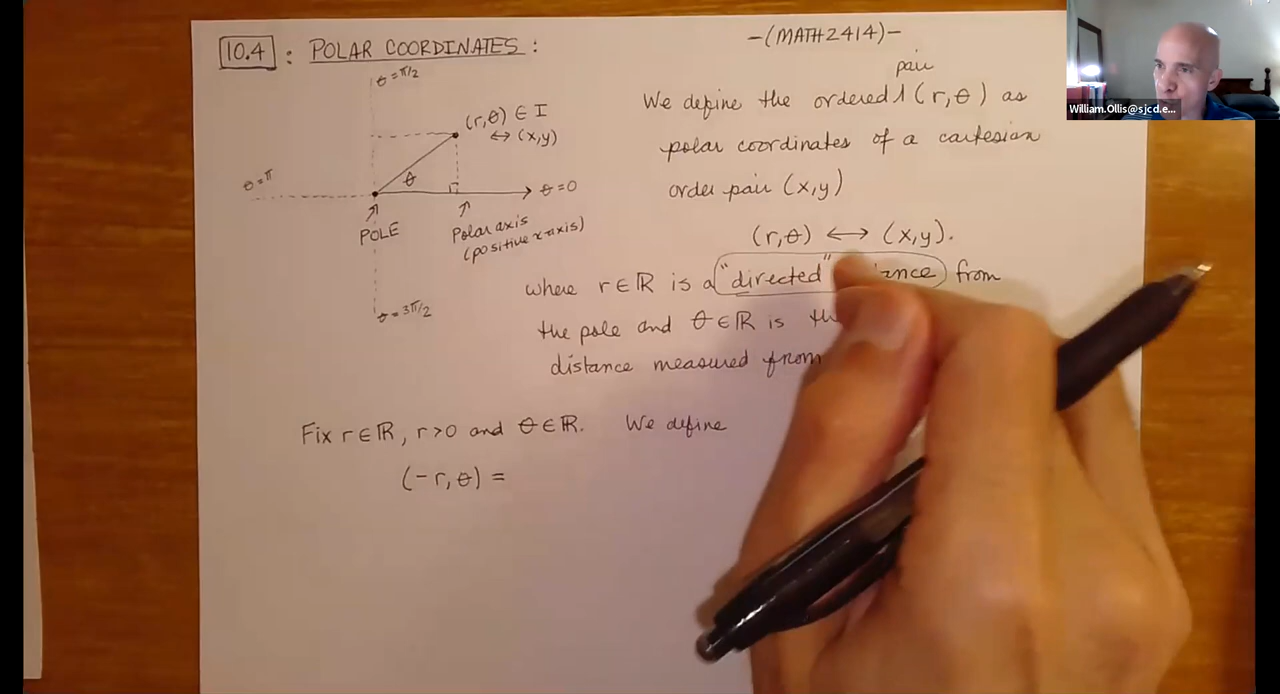 10.4 : POLAR COORDINATES :
-(MATH2414)-
θ=π/2
(r,θ) ∈ I
↔ (x,y)
θ=π
θ
θ=0
POLE
Polar axis
(positive x-axis)
θ=3π/2
pair
We define the ordered ∧ (r,θ) as
polar coordinates of a cartesian
order pair (x,y)
(r,θ) ↔ (x,y).
where r∈ℝ is a "directed" from
the pole and θ∈ℝ is
distance measured from
Fix r∈ℝ, r>0 and θ∈ℝ. We define
(-r,θ) =
William.Ollis@sjcd.e...